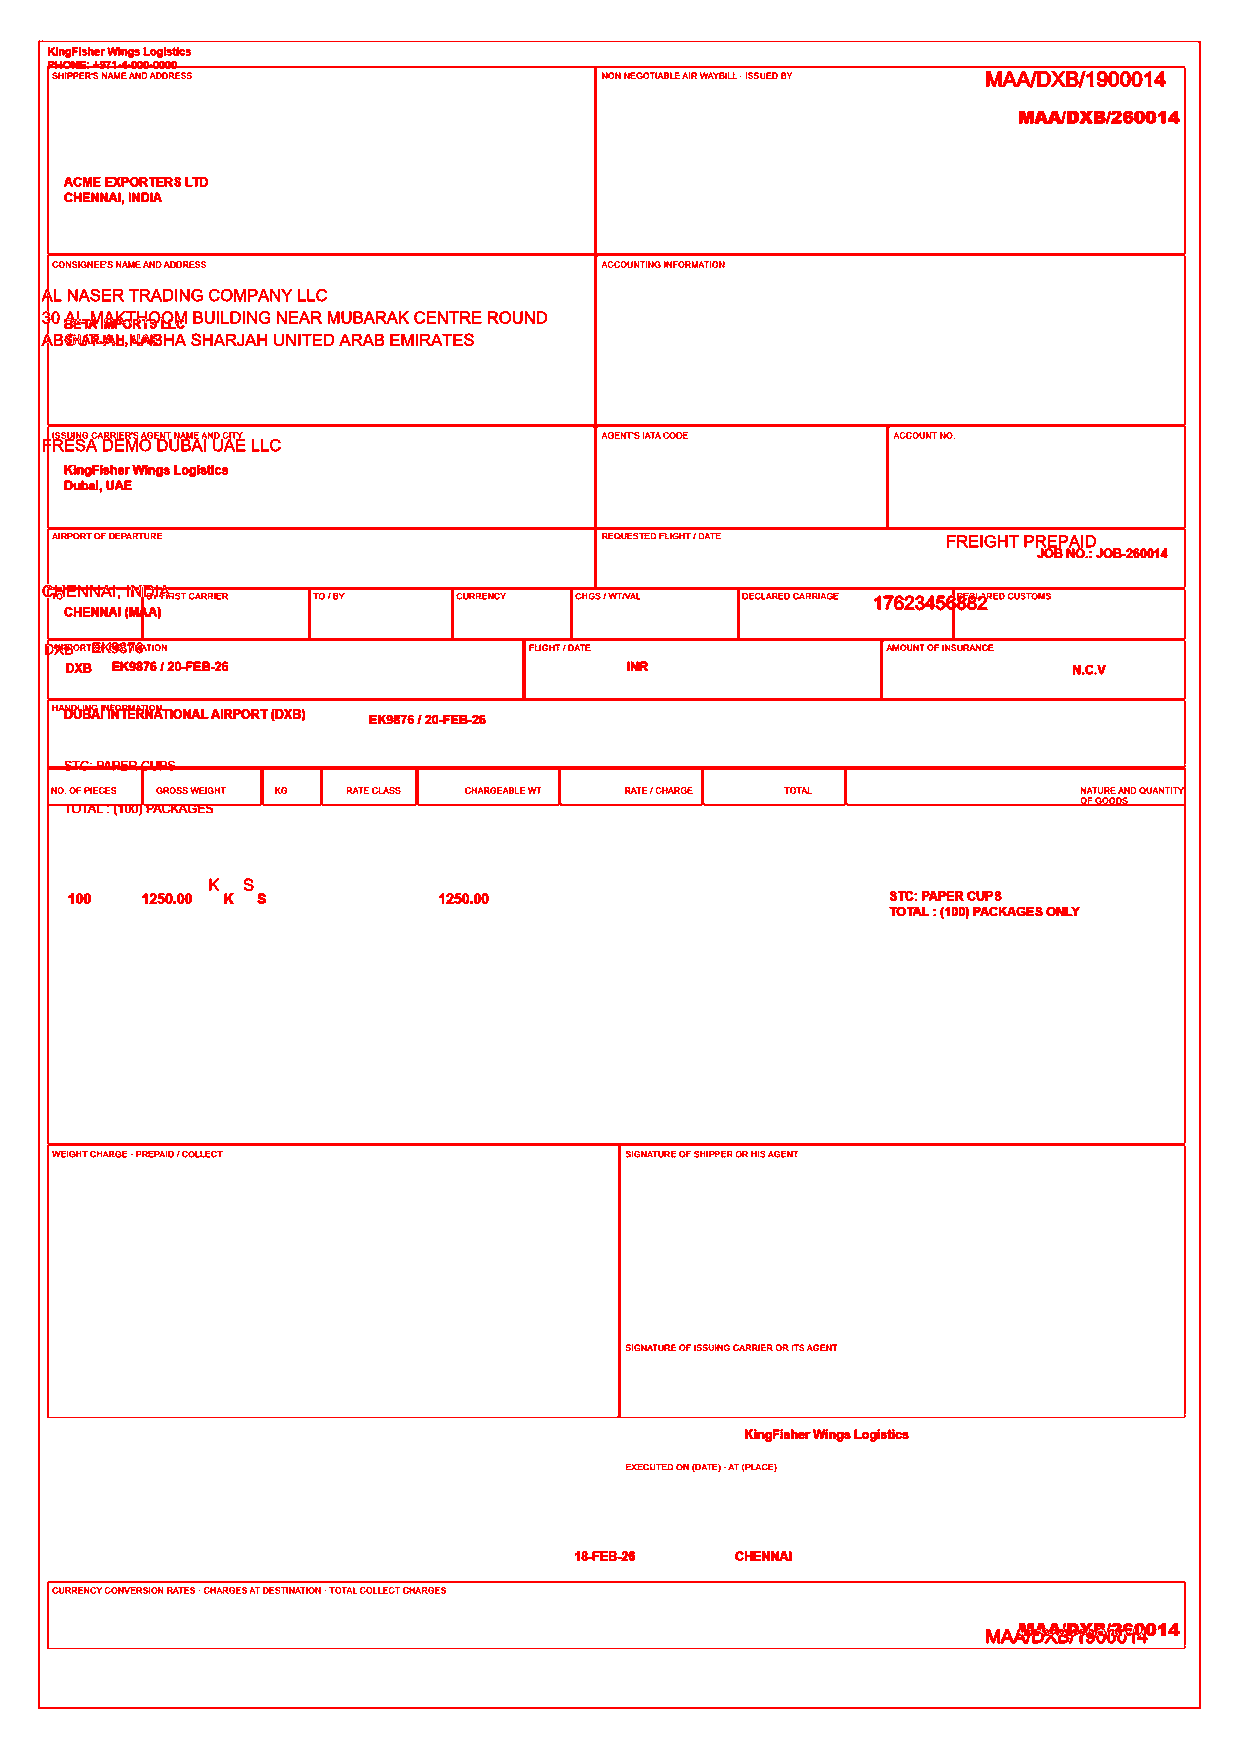 KingFisher Wings Logistics
PHONE: +971-4-000-0000
SHIPPER'S NAME AND ADDRESS
NON NEGOTIABLE AIR WAYBILL - ISSUED BY
MAA/DXB/1900014
MAA/DXB/260014
ACME EXPORTERS LTD
CHENNAI, INDIA
CONSIGNEE'S NAME AND ADDRESS
ACCOUNTING INFORMATION
AL NASER TRADING COMPANY LLC
30 AL MAKTHOOM BUILDING NEAR MUBARAK CENTRE ROUND
BETA IMPORTS LLC
ABOUT AL NABHA SHARJAH UNITED ARAB EMIRATES
ISSUING CARRIER'S AGENT NAME AND CITY
AGENT'S IATA CODE
ACCOUNT NO.
FRESA DEMO DUBAI UAE LLC
KingFisher Wings Logistics
Dubai, UAE
AIRPORT OF DEPARTURE
REQUESTED FLIGHT / DATE
FREIGHT PREPAID
JOB NO.: JOB-260014
CHENNAI, INDIA
TO
BY FIRST CARRIER
TO / BY
CURRENCY
CHGS / WT/VAL
DECLARED CARRIAGE
17623456882
DECLARED CUSTOMS
CHENNAI (MAA)
DXB
EK9876
AIRPORT OF DESTINATION
FLIGHT / DATE
AMOUNT OF INSURANCE
DXB
EK9876 / 20-FEB-26
INR
N.C.V
HANDLING INFORMATION
DUBAI INTERNATIONAL AIRPORT (DXB)
EK9876 / 20-FEB-26
STC: PAPER CUPS
NO. OF PIECES
GROSS WEIGHT
KG
RATE CLASS
CHARGEABLE WT
RATE / CHARGE
TOTAL
NATURE AND QUANTITY
OF GOODS
TOTAL : (100) PACKAGES
K S
100
1250.00
K S
1250.00
STC: PAPER CUPS
TOTAL : (100) PACKAGES ONLY
WEIGHT CHARGE - PREPAID / COLLECT
SIGNATURE OF SHIPPER OR HIS AGENT
SIGNATURE OF ISSUING CARRIER OR ITS AGENT
KingFisher Wings Logistics
EXECUTED ON (DATE) - AT (PLACE)
18-FEB-26
CHENNAI
CURRENCY CONVERSION RATES - CHARGES AT DESTINATION - TOTAL COLLECT CHARGES
MAA/DXB/260014
MAA/DXB/1900014